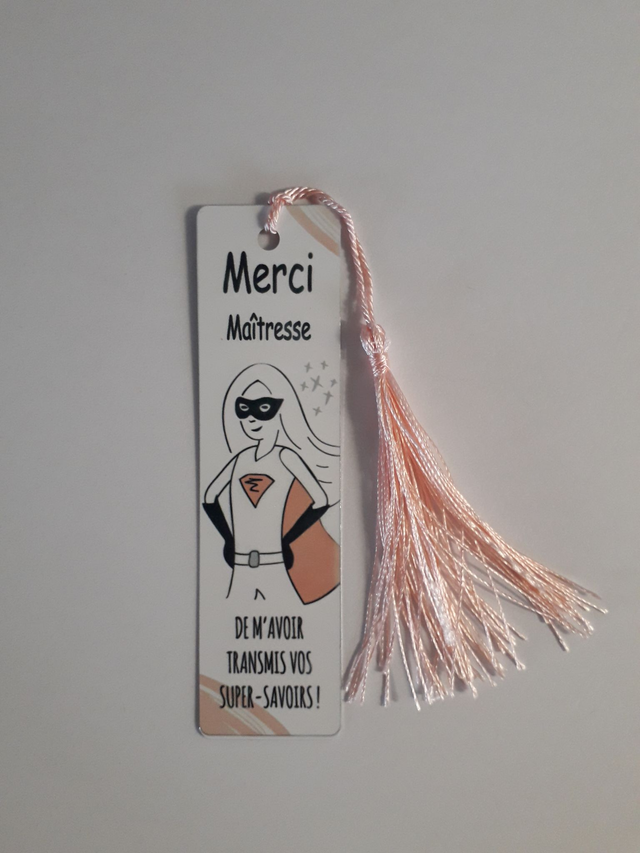 Merci
Maîtresse
DE M'AVOIR
TRANSMIS VOS
SUPER-SAVOIRS !